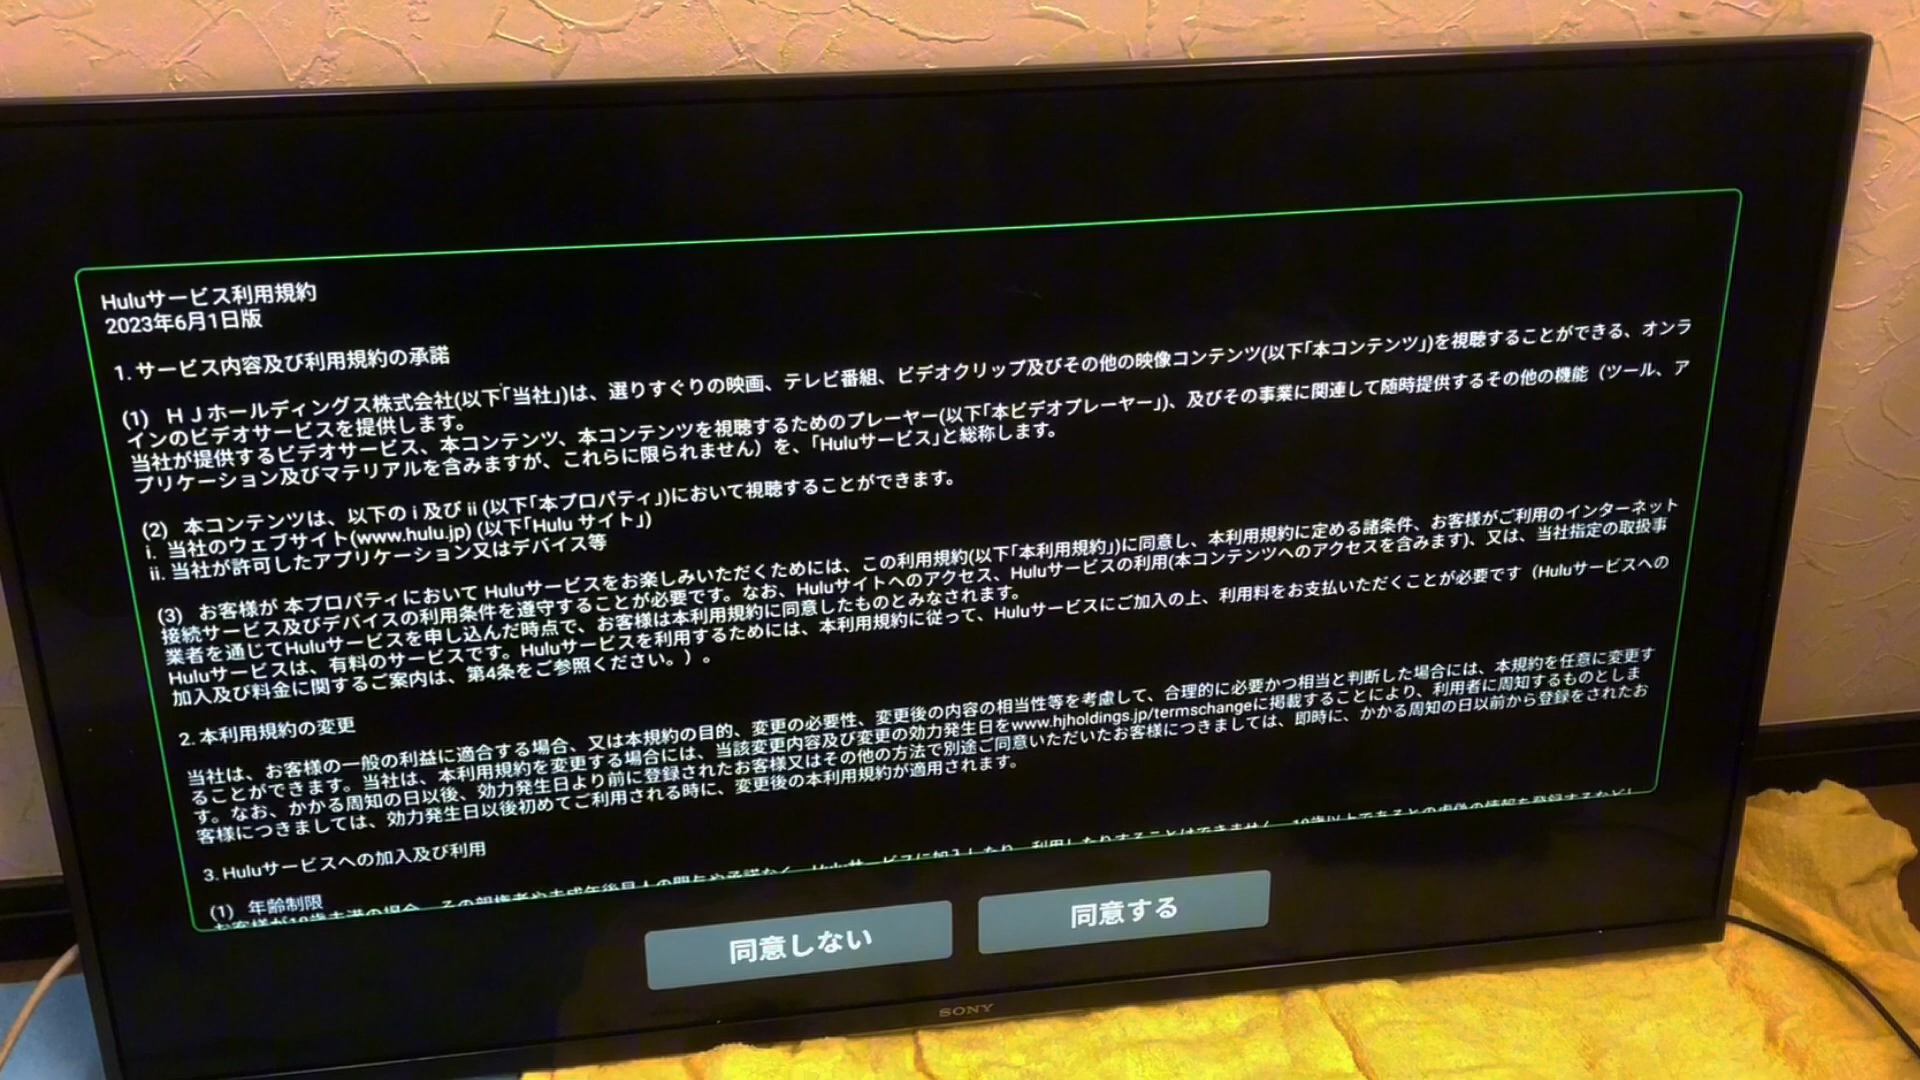 Huluサービス利用規約
2023年6月1日版
1. サービス内容及び利用規約の承諾
(1) ＨＪホールディングス株式会社(以下｢当社｣)は、選りすぐりの映画、テレビ番組、ビデオクリップ及びその他の映像コンテンツ(以下｢本コンテンツ｣)を視聴することができる、オンラ
インのビデオサービスを提供します。
当社が提供するビデオサービス、本コンテンツ、本コンテンツを視聴するためのプレーヤー(以下｢本ビデオプレーヤー｣)、及びその事業に関連して随時提供するその他の機能（ツール、ア
プリケーション及びマテリアルを含みますが、これらに限られません）を、｢Huluサービス｣と総称します。
(2) 本コンテンツは、以下の i 及び ii (以下｢本プロパティ｣)において視聴することができます。
i. 当社のウェブサイト(www.hulu.jp) (以下｢Hulu サイト｣)
ii. 当社が許可したアプリケーション又はデバイス等
(3) お客様が 本プロパティにおいて Huluサービスをお楽しみいただくためには、この利用規約(以下｢本利用規約｣)に同意し、本利用規約に定める諸条件、お客様がご利用のインターネット
接続サービス及びデバイスの利用条件を遵守することが必要です。なお、Huluサイトへのアクセス、Huluサービスの利用(本コンテンツへのアクセスを含みます)、又は、当社指定の取扱事
業者を通じてHuluサービスを申し込んだ時点で、お客様は本利用規約に同意したものとみなされます。
Huluサービスは、有料のサービスです。Huluサービスを利用するためには、本利用規約に従って、Huluサービスにご加入の上、利用料をお支払いただくことが必要です（Huluサービスへの
加入及び料金に関するご案内は、第4条をご参照ください。）。
2. 本利用規約の変更
当社は、お客様の一般の利益に適合する場合、又は本規約の目的、変更の必要性、変更後の内容の相当性等を考慮して、合理的に必要かつ相当と判断した場合には、本規約を任意に変更す
ることができます。当社は、本利用規約を変更する場合には、当該変更内容及び変更の効力発生日をwww.hjholdings.jp/termschangeに掲載することにより、利用者に周知するものとしま
す。なお、かかる周知の日以後、効力発生日より前に登録されたお客様又はその他の方法で別途ご同意いただいたお客様につきましては、即時に、かかる周知の日以前から登録をされたお
客様につきましては、効力発生日以後初めてご利用される時に、変更後の本利用規約が適用されます。
3. Huluサービスへの加入及び利用
(1) 年齢制限
同意しない
同意する
SONY